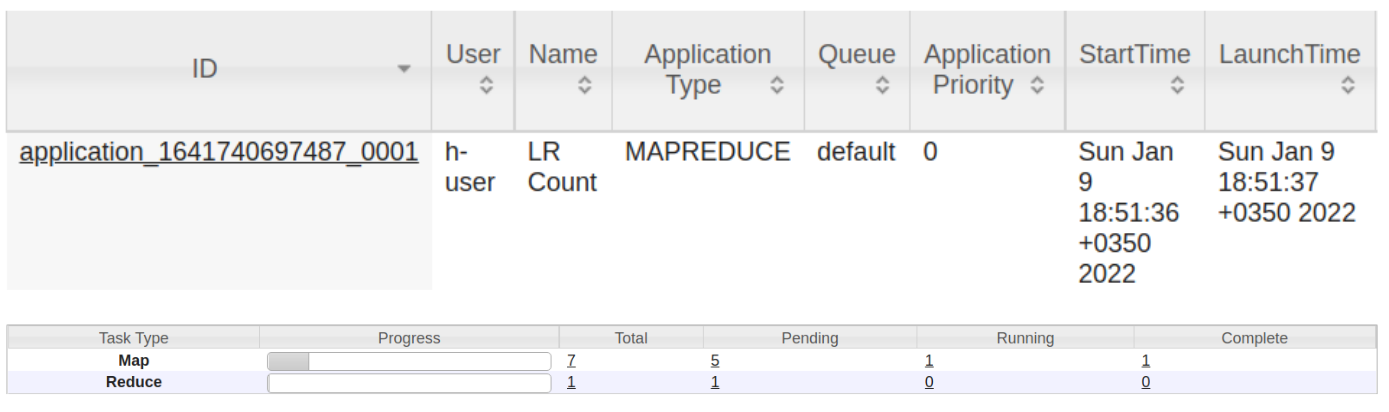 ID User Name Application Type Queue Application Priority StartTime LaunchTime
application_1641740697487_0001 h-user LR Count MAPREDUCE default 0 Sun Jan 9 18:51:36 +0350 2022 Sun Jan 9 18:51:37 +0350 2022
Task Type Progress Total Pending Running Complete
Map 7 5 1 1
Reduce 1 1 0 0